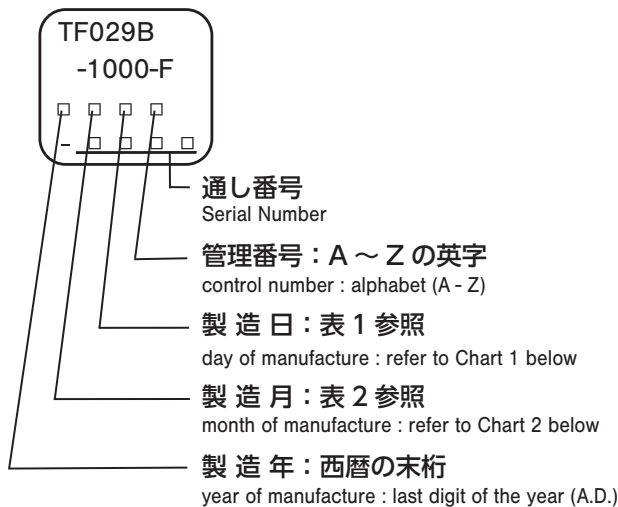 TF029B
-1000-F
□ □ □ □
- □ □ □ □
通し番号
Serial Number
管理番号：A ～ Z の英字
control number : alphabet (A - Z)
製 造 日：表 1 参照
day of manufacture : refer to Chart 1 below
製 造 月：表 2 参照
month of manufacture : refer to Chart 2 below
製 造 年：西暦の末桁
year of manufacture : last digit of the year (A.D.)